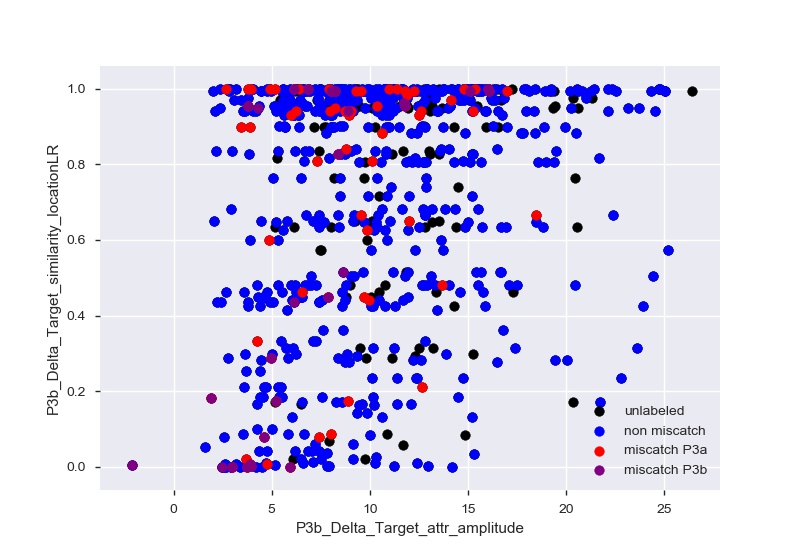 1.0
0.8
0.6
0.4
0.2
0.0
P3b_Delta_Target_similarity_locationLR
unlabeled
non miscatch
miscatch P3a
miscatch P3b
0 5 10 15 20 25
P3b_Delta_Target_attr_amplitude